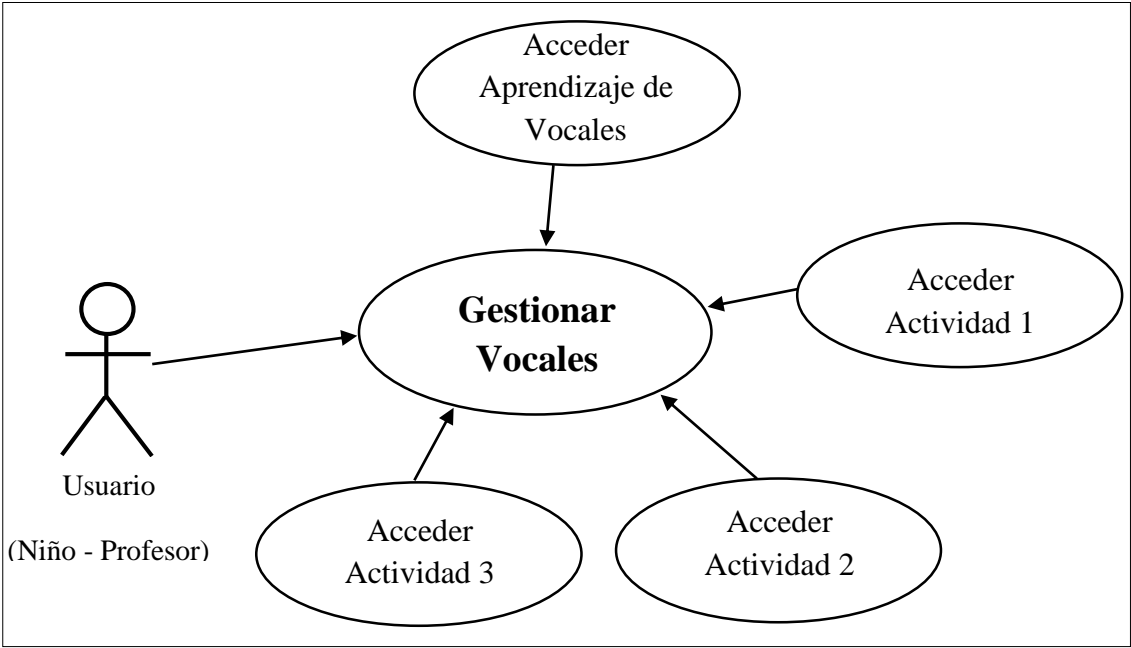 Acceder
Aprendizaje de
Vocales
Acceder
Actividad 1
Gestionar
Vocales
Usuario
(Niño - Profesor)
Acceder
Actividad 3
Acceder
Actividad 2